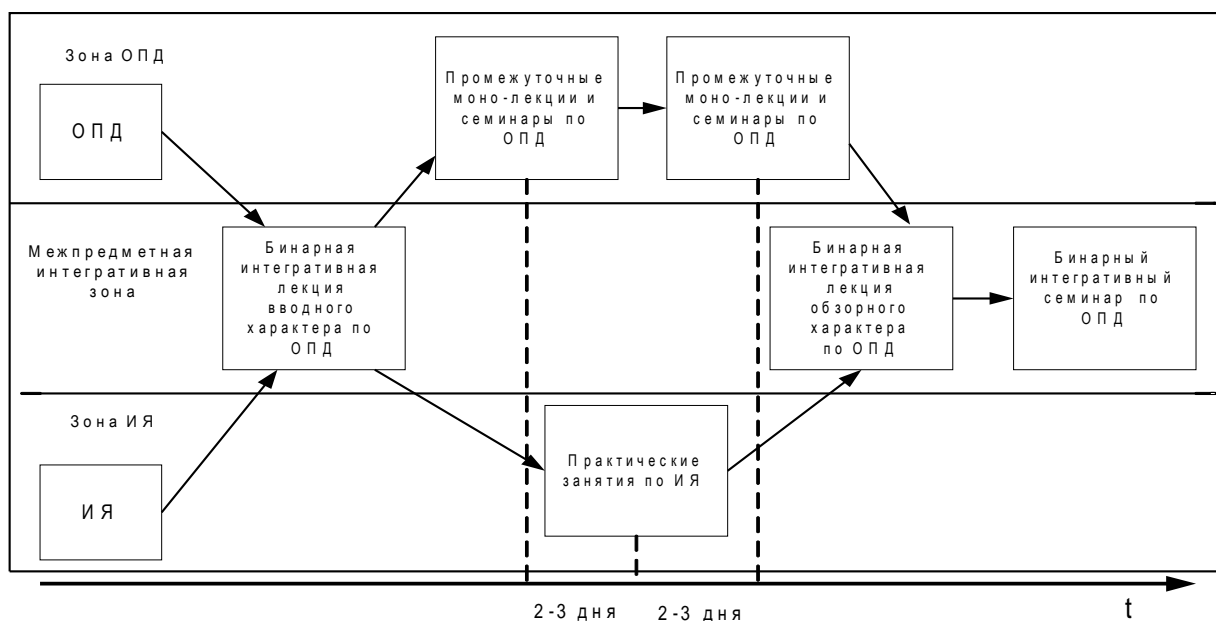 Зона ОПД
ОПД
Промежуточные
моно-лекции и
семинары по
ОПД
Промежуточные
моно-лекции и
семинары по
ОПД
Межпредметная
интегративная
зона
Бинарная
интегративная
лекция
вводного
характера по
ОПД
Бинарная
интегративная
лекция
обзорного
характера
по ОПД
Бинарный
интегративный
семинар по
ОПД
Зона ИЯ
ИЯ
Практические
занятия по ИЯ
2-3 дня
2-3 дня
t